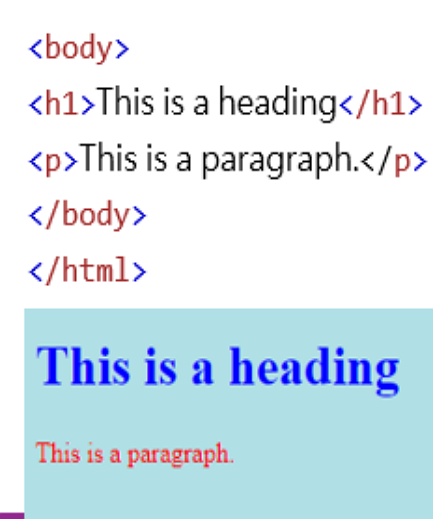 <body>
<h1>This is a heading</h1>
<p>This is a paragraph.</p>
</body>
</html>
This is a heading
This is a paragraph.